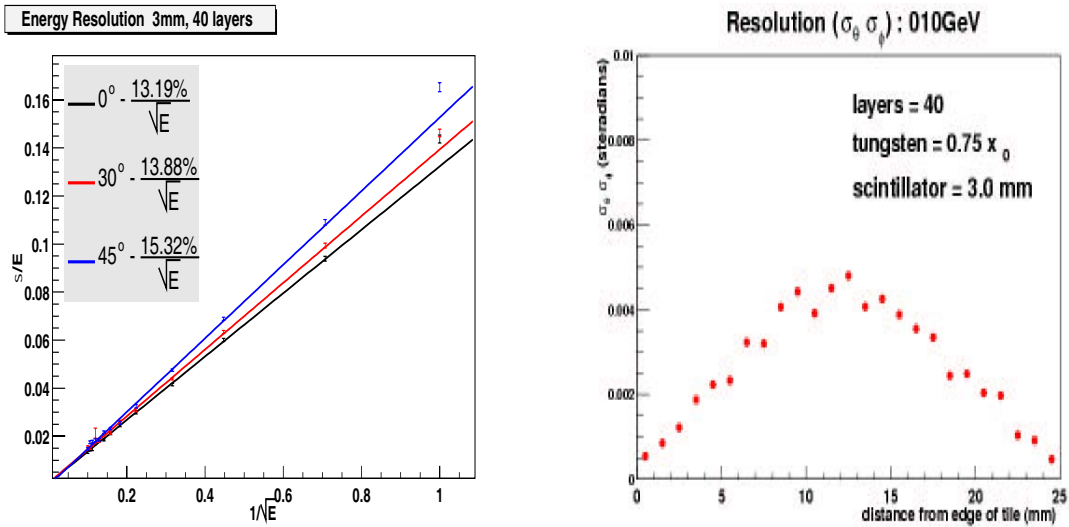 Energy Resolution 3mm, 40 layers
0° - 13.19%/√E
30° - 13.88%/√E
45° - 15.32%/√E
s/E
0.16
0.14
0.12
0.1
0.08
0.06
0.04
0.02
0.2
0.4
0.6
0.8
1
1/√E
Resolution (σθ σϕ) : 010GeV
layers = 40
tungsten = 0.75 x0
scintillator = 3.0 mm
σθ σϕ (steradians)
0.01
0.008
0.006
0.004
0.002
0
0
5
10
15
20
25
distance from edge of tile (mm)